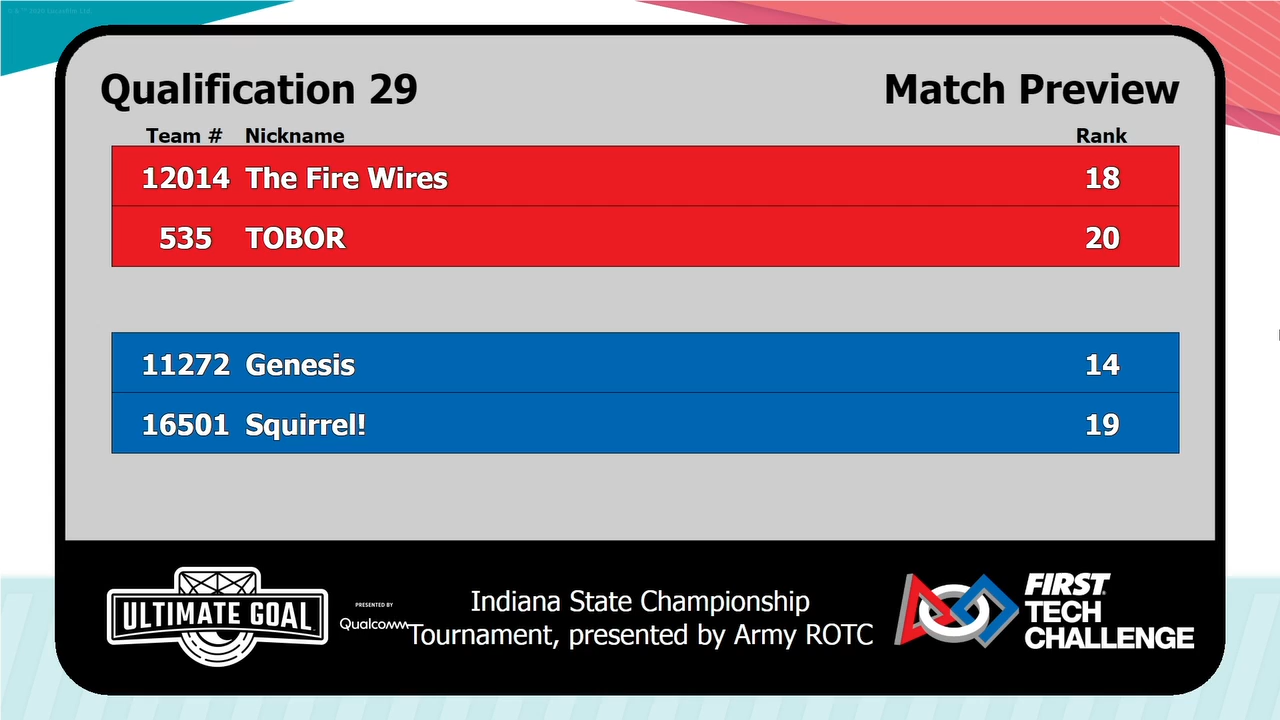 Qualification 29
Match Preview
Team # Nickname Rank
12014 The Fire Wires 18
535 TOBOR 20
11272 Genesis 14
16501 Squirrel! 19
ULTIMATE GOAL
PRESENTED BY
Qualcomm
Indiana State Championship
Tournament, presented by Army ROTC
FIRST
TECH
CHALLENGE